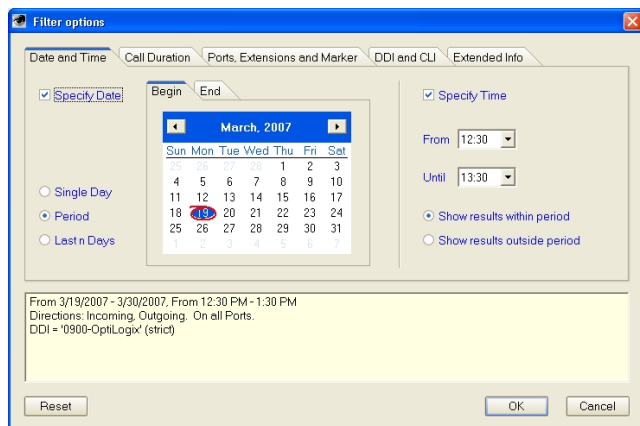 Filter options
Date and Time Call Duration Ports, Extensions and Marker DDI and CLI Extended Info
Specify Date
Begin End
March, 2007
Sun Mon Tue Wed Thu Fri Sat
25 26 27 28 1 2 3
4 5 6 7 8 9 10
11 12 13 14 15 16 17
18 19 20 21 22 23 24
25 26 27 28 29 30 31
1 2 3 4 5 6 7
Single Day
Period
Last n Days
Specify Time
From 12:30
Until 13:30
Show results within period
Show results outside period
From 3/19/2007 - 3/30/2007, From 12:30 PM - 1:30 PM
Directions: Incoming, Outgoing. On all Ports.
DDI = '0900-OptiLogix' (strict)
Reset OK Cancel